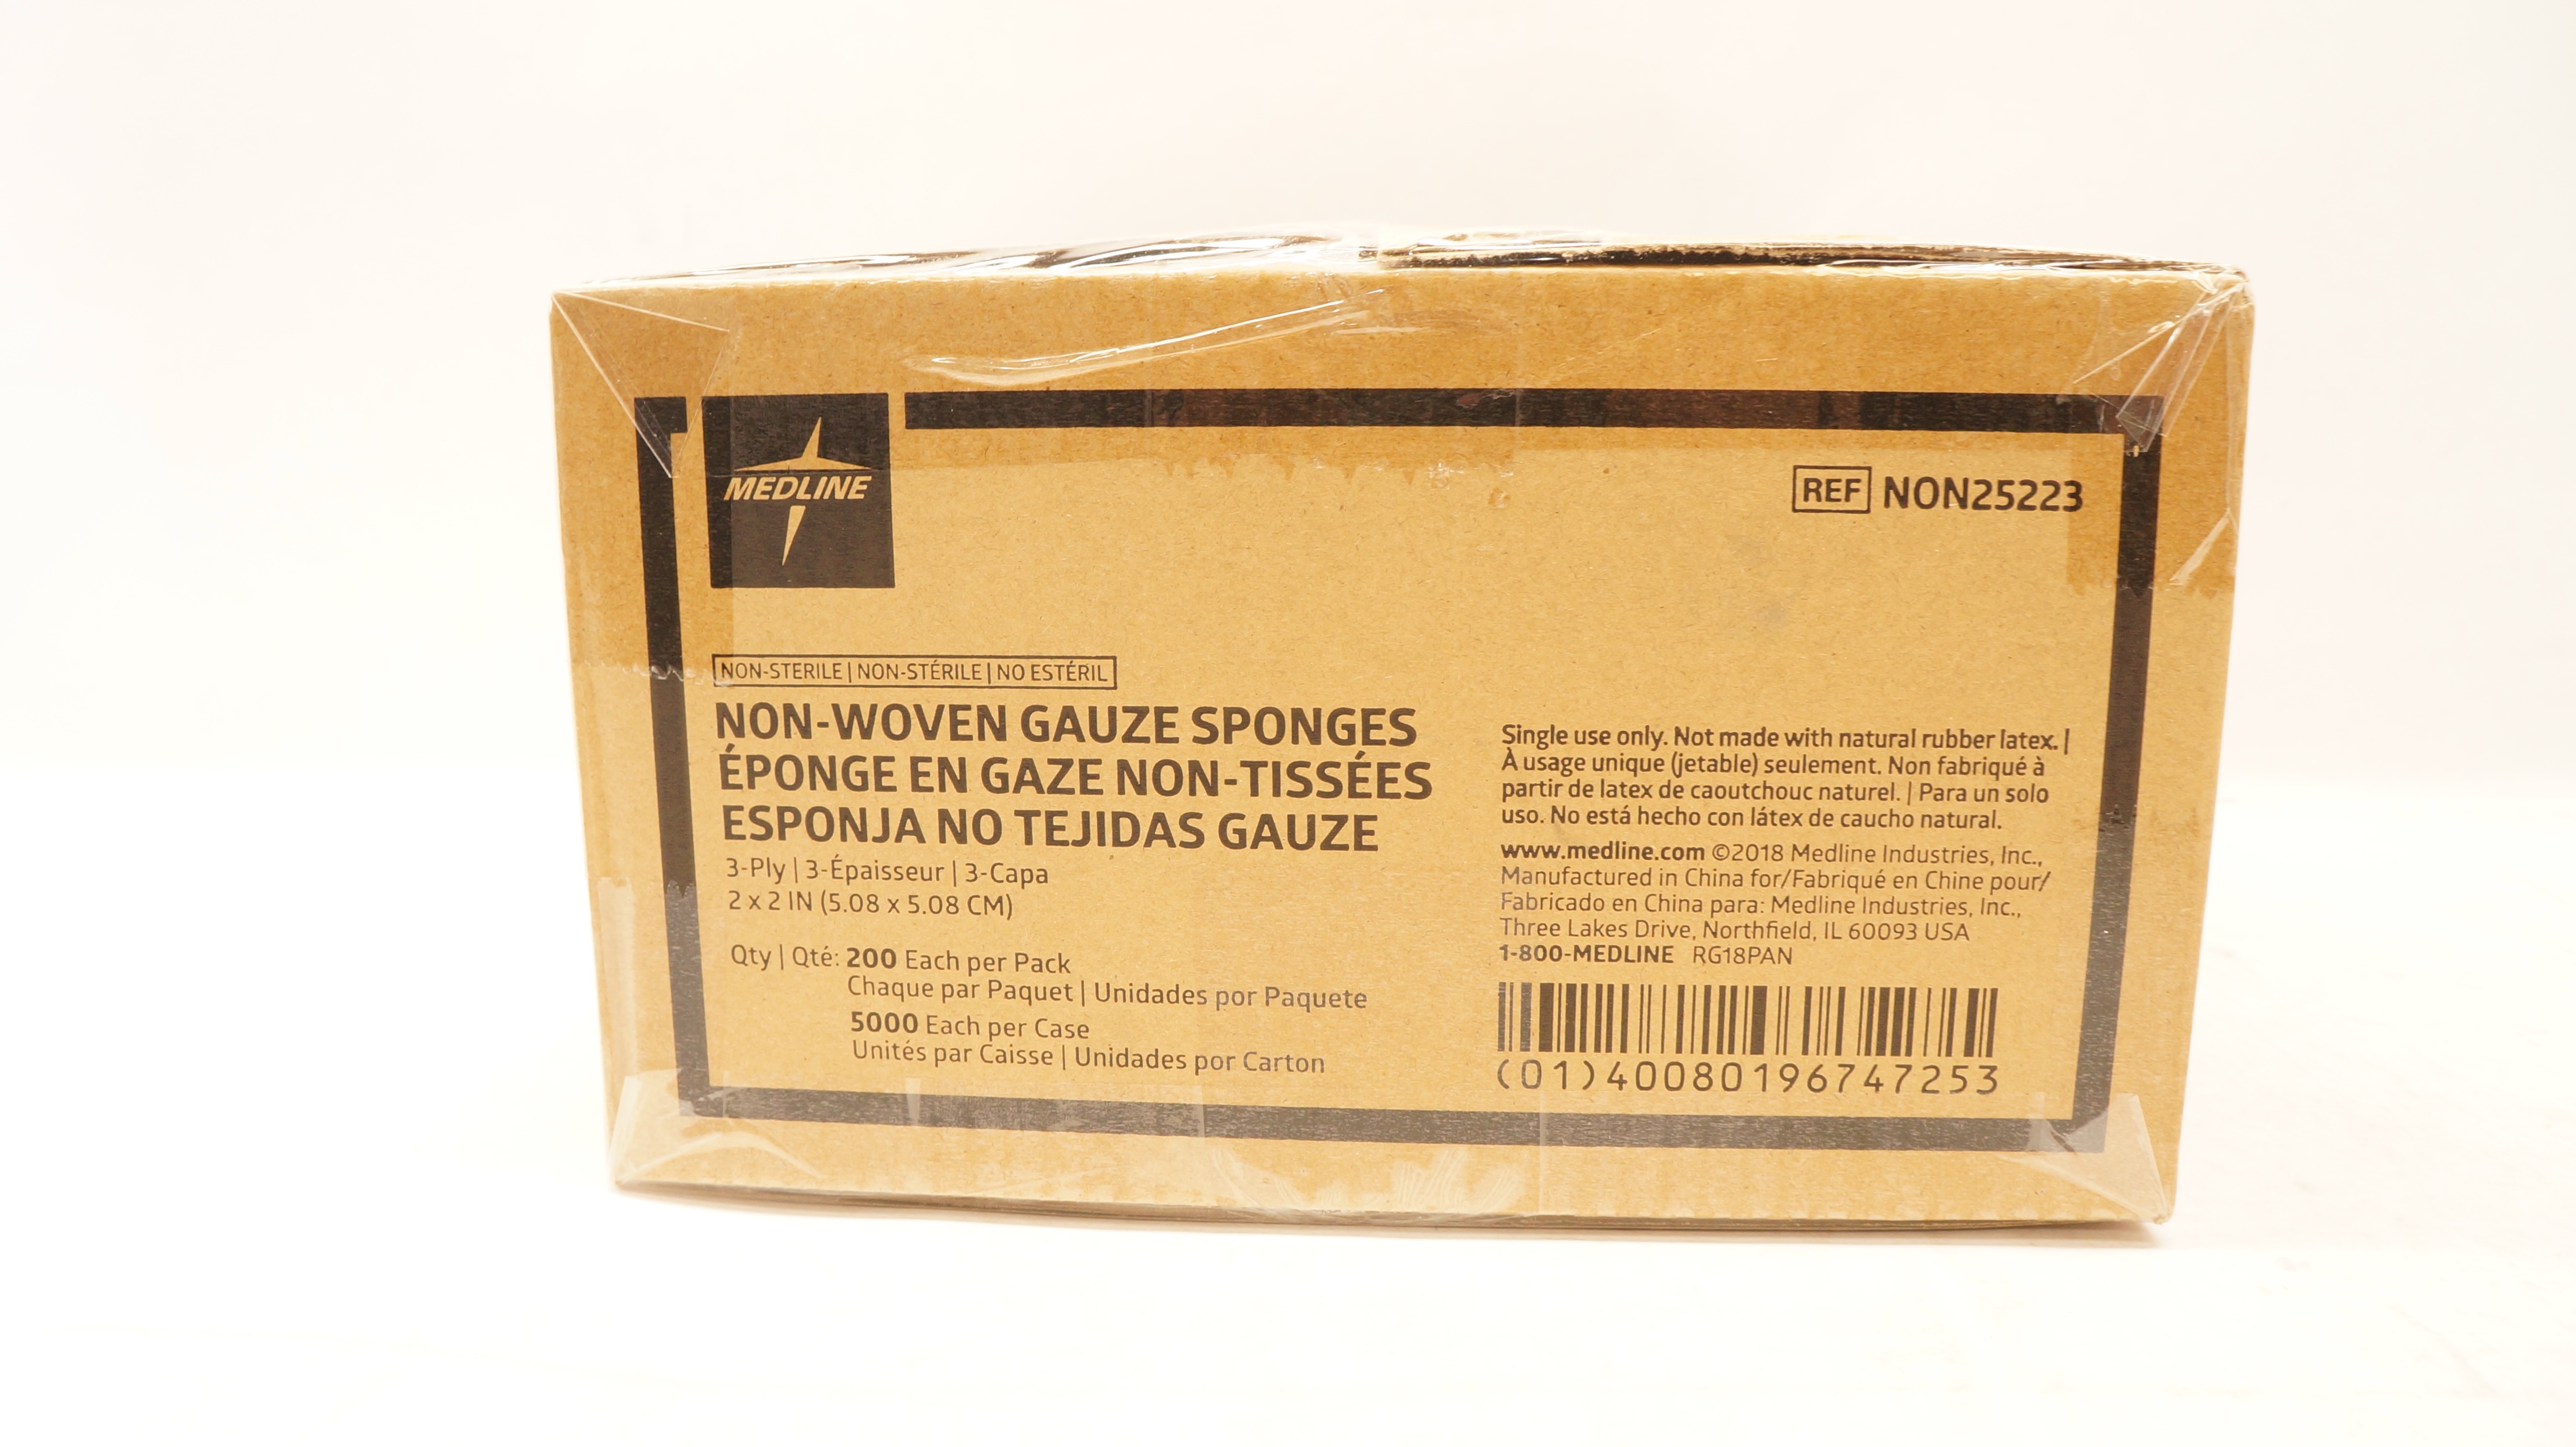 MEDLINE
REF NON25223
NON-STERILE | NON-STÉRILE | NO ESTÉRIL
NON-WOVEN GAUZE SPONGES
ÉPONGE EN GAZE NON-TISSÉES
ESPONJA NO TEJIDAS GAUZE
3-Ply | 3-Épaisseur | 3-Capa
2 x 2 IN (5.08 x 5.08 CM)
Qty | Qté: 200 Each per Pack
Chaque par Paquet | Unidades por Paquete
5000 Each per Case
Unités par Caisse | Unidades por Carton
Single use only. Not made with natural rubber latex. |
À usage unique (jetable) seulement. Non fabriqué à
partir de latex de caoutchouc naturel. | Para un solo
uso. No está hecho con látex de caucho natural.
www.medline.com ©2018 Medline Industries, Inc.,
Manufactured in China for/Fabriqué en Chine pour/
Fabricado en China para: Medline Industries, Inc.,
Three Lakes Drive, Northfield, IL 60093 USA
1-800-MEDLINE RG18PAN
(01)40080196747253